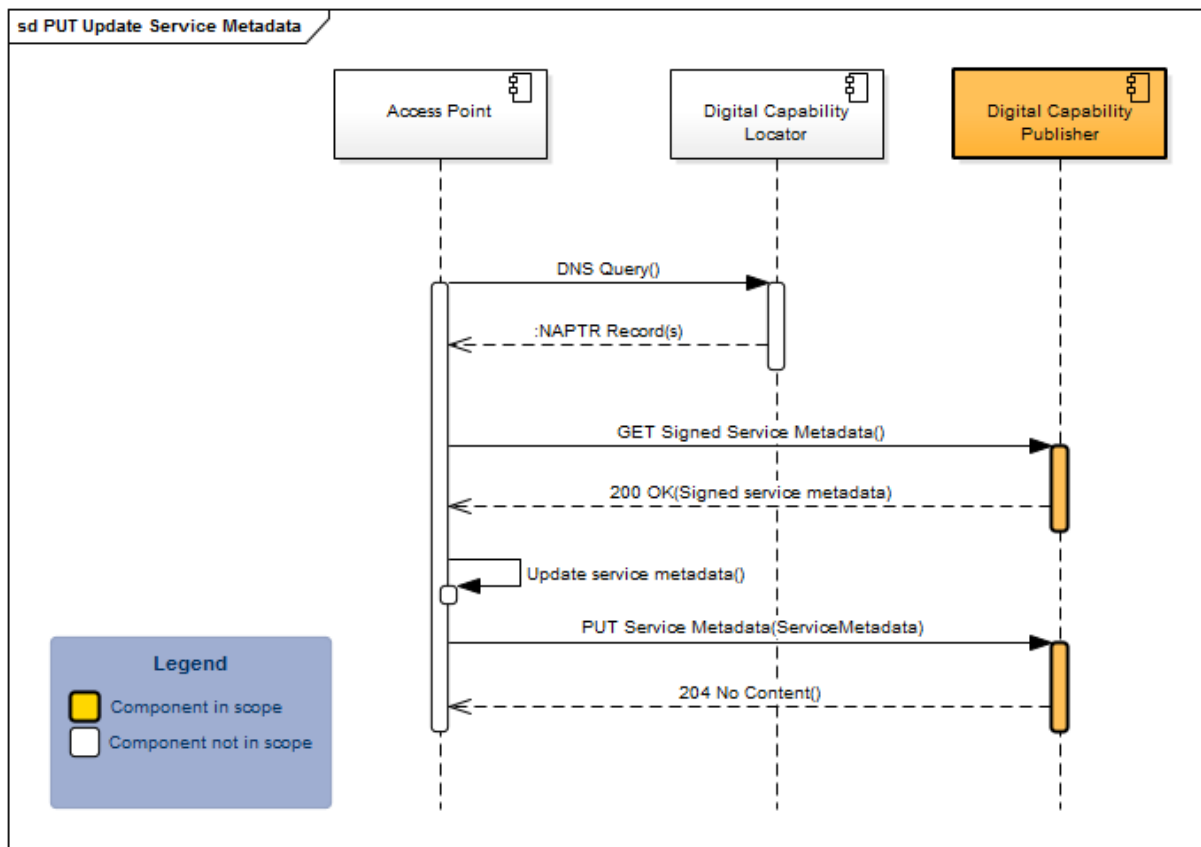 sd PUT Update Service Metadata
Access Point
Digital Capability
Locator
Digital Capability
Publisher
DNS Query()
:NAPTR Record(s)
GET Signed Service Metadata()
200 OK(Signed service metadata)
Update service metadata()
PUT Service Metadata(ServiceMetadata)
204 No Content()
Legend
Component in scope
Component not in scope